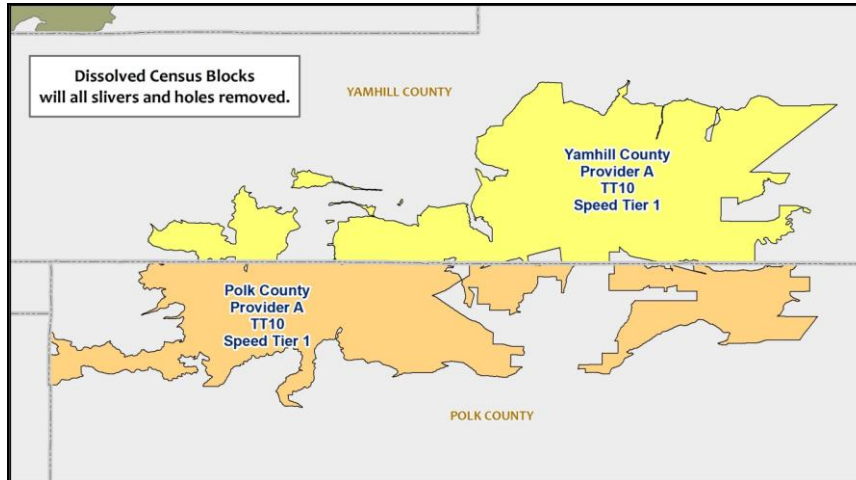 Dissolved Census Blocks
will all slivers and holes removed.
YAMHILL COUNTY
Yamhill County
Provider A
TT10
Speed Tier 1
Polk County
Provider A
TT10
Speed Tier 1
POLK COUNTY